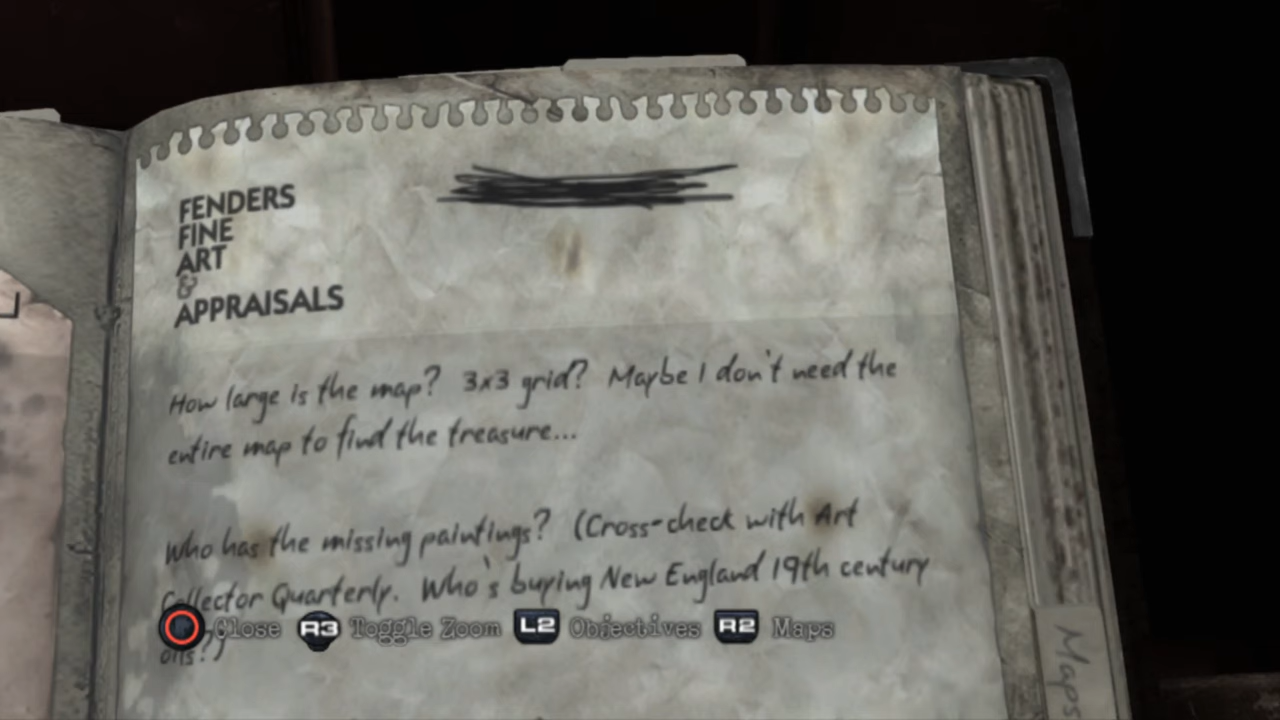 FENDERS
FINE
ART
&
APPRAISALS
How large is the map? 3x3 grid? Maybe I don't need the
entire map to find the treasure...
Who has the missing paintings? (Cross-check with Art
Collector Quarterly. Who's buying New England 19th century
oils?)
Close R3 Toggle Zoom L2 Objectives R2 Maps
Maps